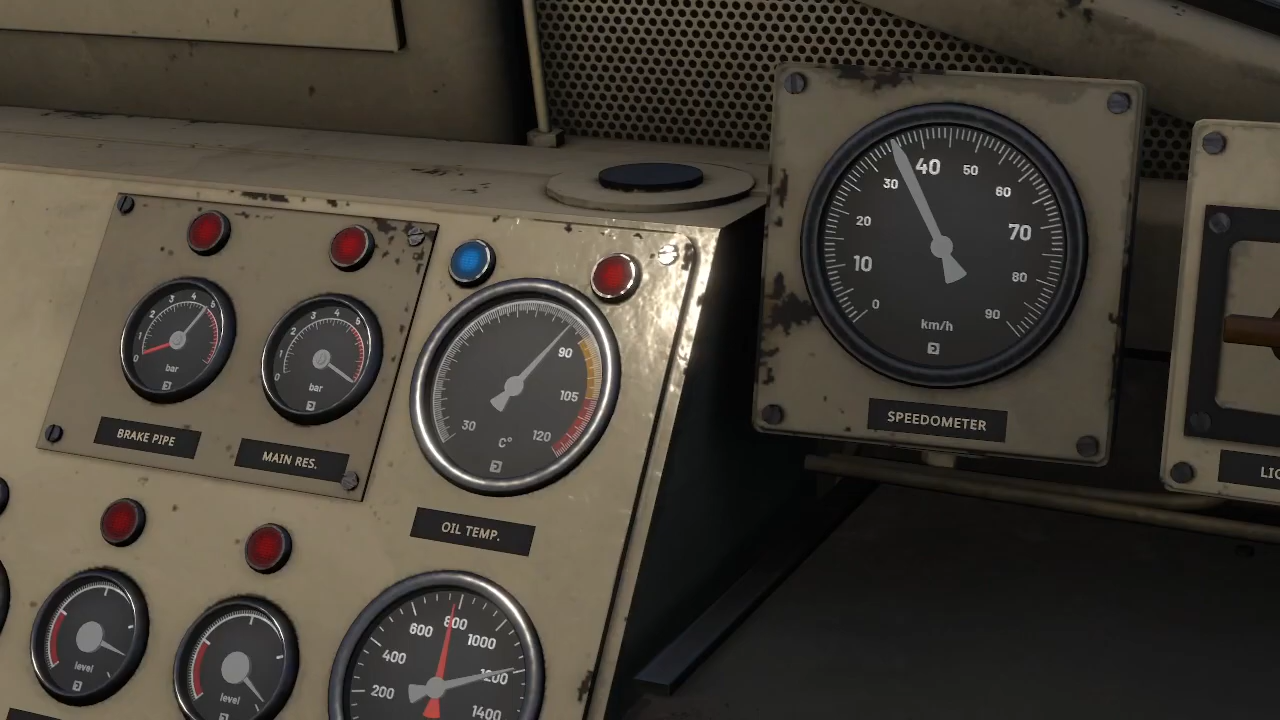 0 1 2 3 4 5
bar
BRAKE PIPE
0 1 2 3 4 5
bar
MAIN RES.
30 90 105 120
C°
OIL TEMP.
0 10 20 30 40 50 60 70 80 90
km/h
SPEEDOMETER
LIG
level
level
200 400 600 800 1000 1200 1400